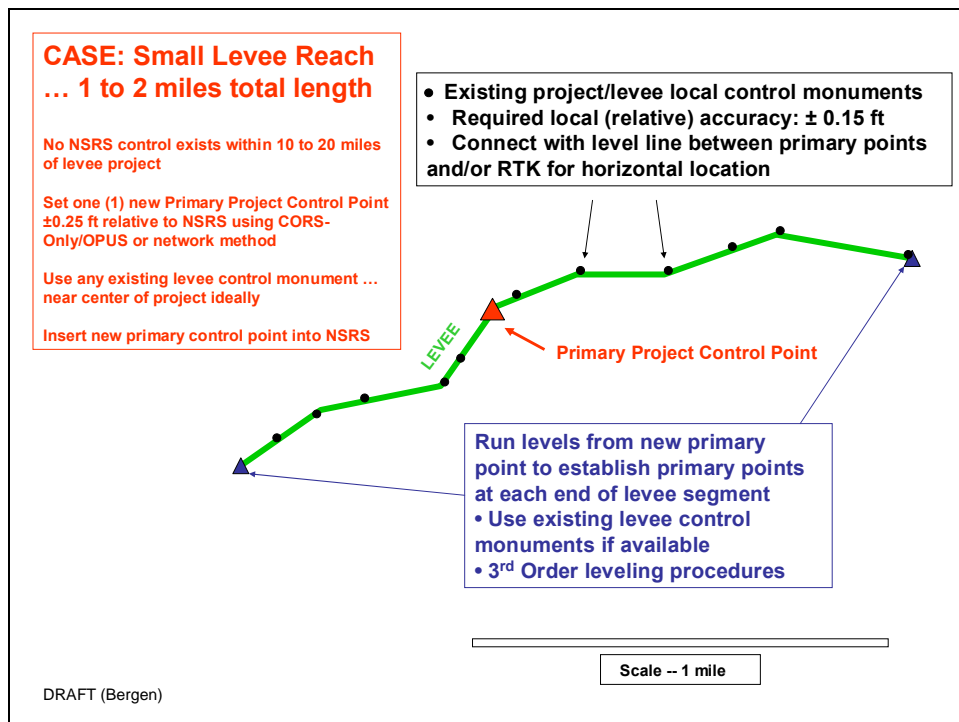 CASE: Small Levee Reach
… 1 to 2 miles total length
No NSRS control exists within 10 to 20 miles
of levee project
Set one (1) new Primary Project Control Point
±0.25 ft relative to NSRS using CORS-
Only/OPUS or network method
Use any existing levee control monument …
near center of project ideally
Insert new primary control point into NSRS
• Existing project/levee local control monuments
• Required local (relative) accuracy: ± 0.15 ft
• Connect with level line between primary points
and/or RTK for horizontal location
LEVEE
Primary Project Control Point
Run levels from new primary
point to establish primary points
at each end of levee segment
• Use existing levee control
monuments if available
• 3rd Order leveling procedures
Scale -- 1 mile
DRAFT (Bergen)